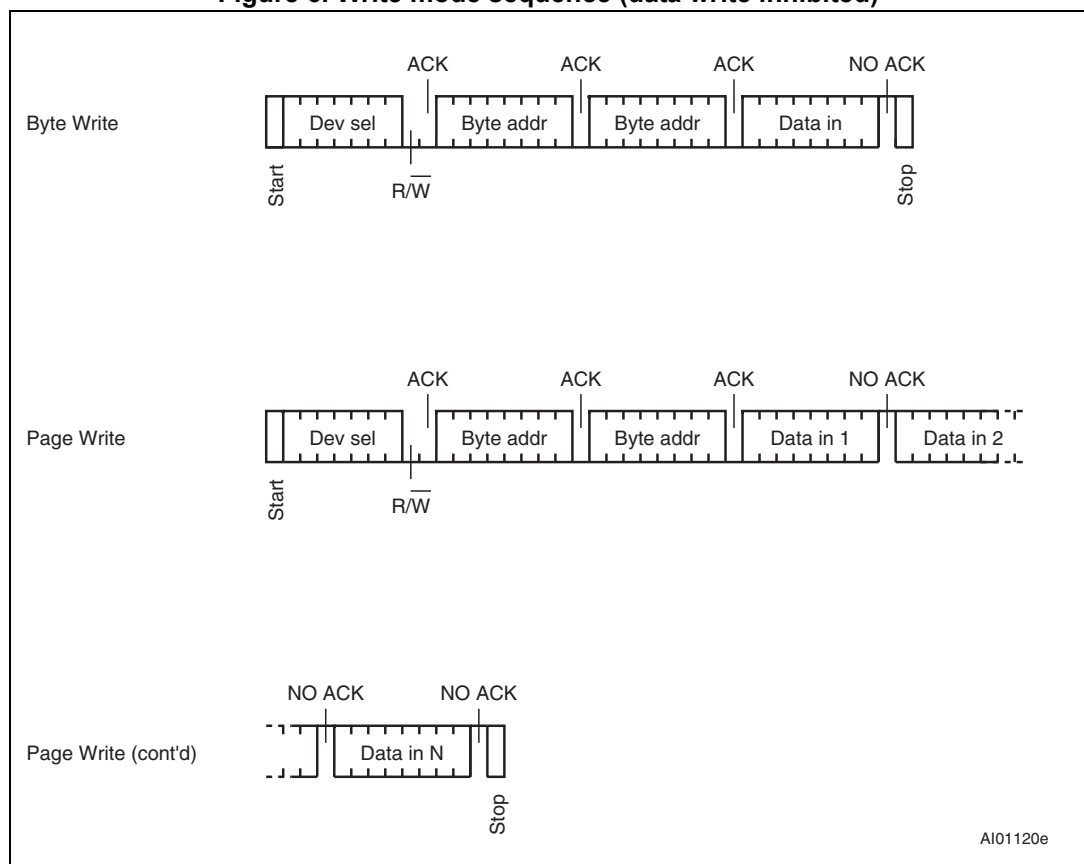 Figure 6. Write mode sequence (data write inhibited)
ACK ACK ACK NO ACK
Byte Write Dev sel Byte addr Byte addr Data in
Start R/W̅ Stop
ACK ACK ACK NO ACK
Page Write Dev sel Byte addr Byte addr Data in 1 Data in 2
Start R/W̅
NO ACK NO ACK
Page Write (cont'd) Data in N
Stop
AI01120e